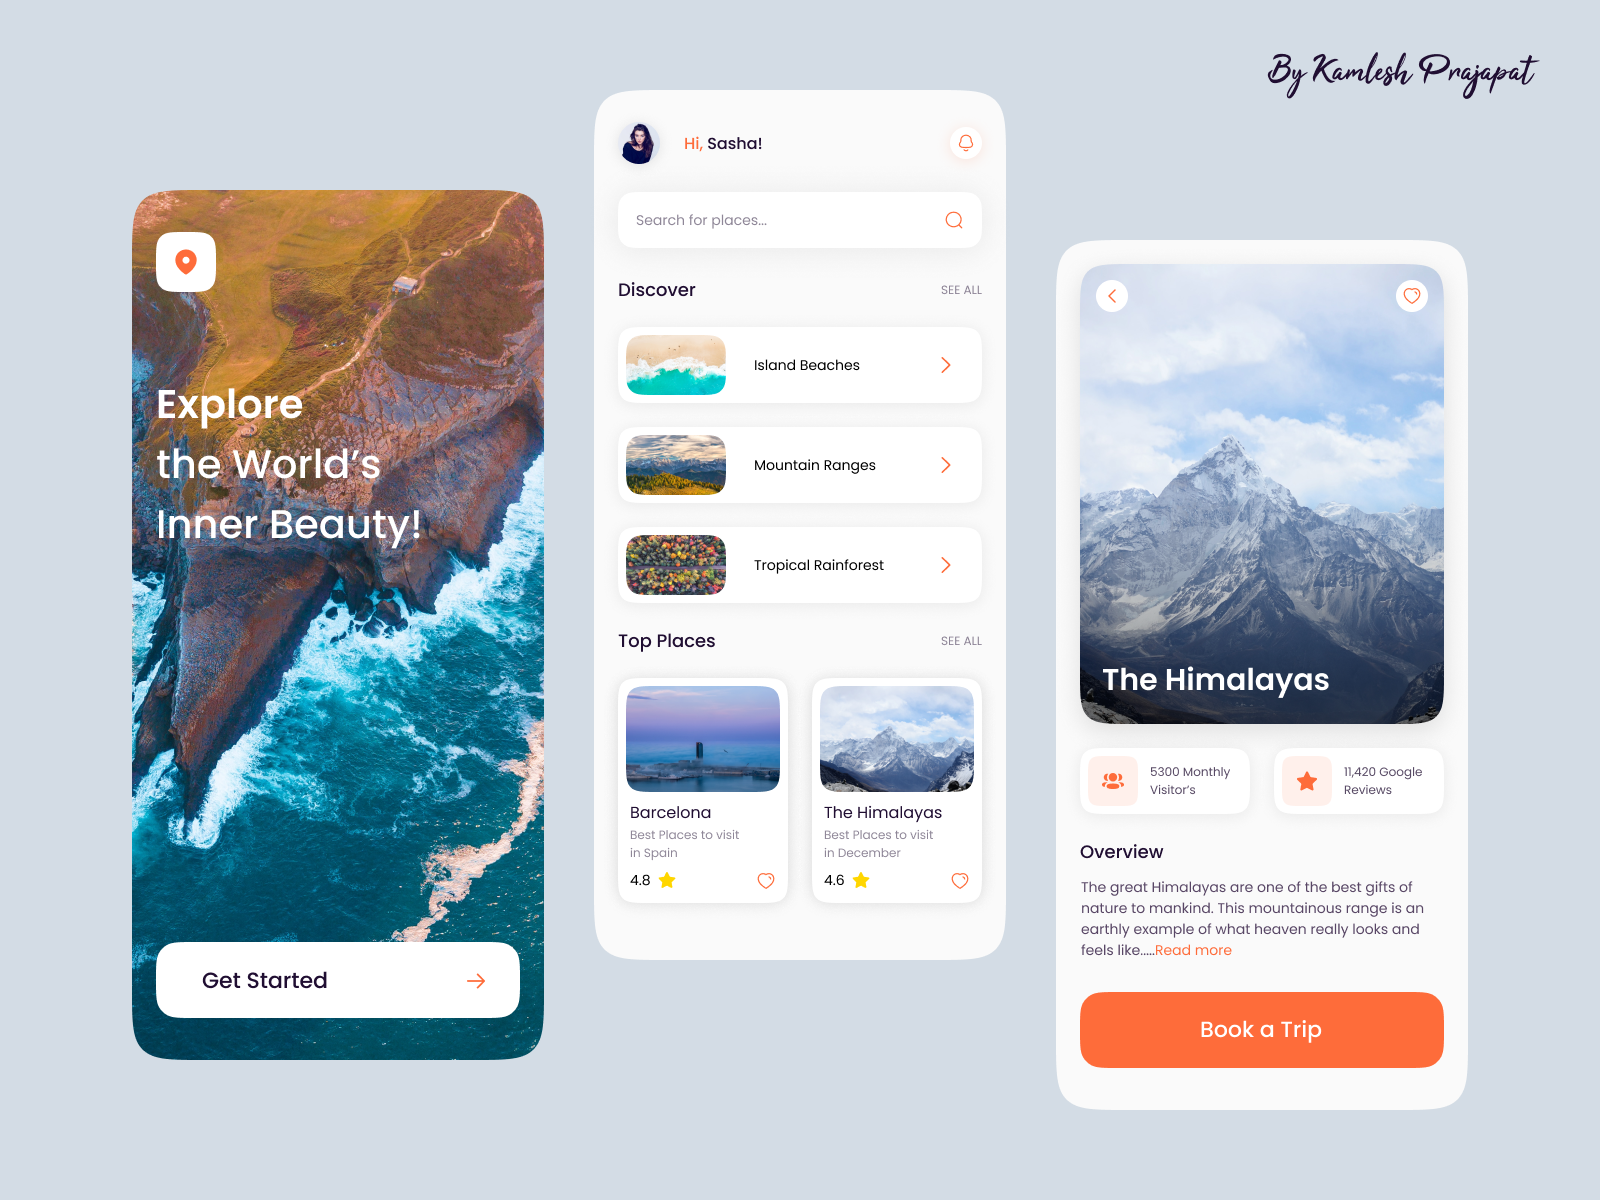 By Kamlesh Prajapat
Explore
the World's
Inner Beauty!
Get Started
Hi, Sasha!
Search for places...
Discover
SEE ALL
Island Beaches
Mountain Ranges
Tropical Rainforest
Top Places
SEE ALL
Barcelona
Best Places to visit
in Spain
4.8
The Himalayas
Best Places to visit
in December
4.6
The Himalayas
5300 Monthly
Visitor's
11,420 Google
Reviews
Overview
The great Himalayas are one of the best gifts of
nature to mankind. This mountainous range is an
earthly example of what heaven really looks and
feels like.....Read more
Book a Trip